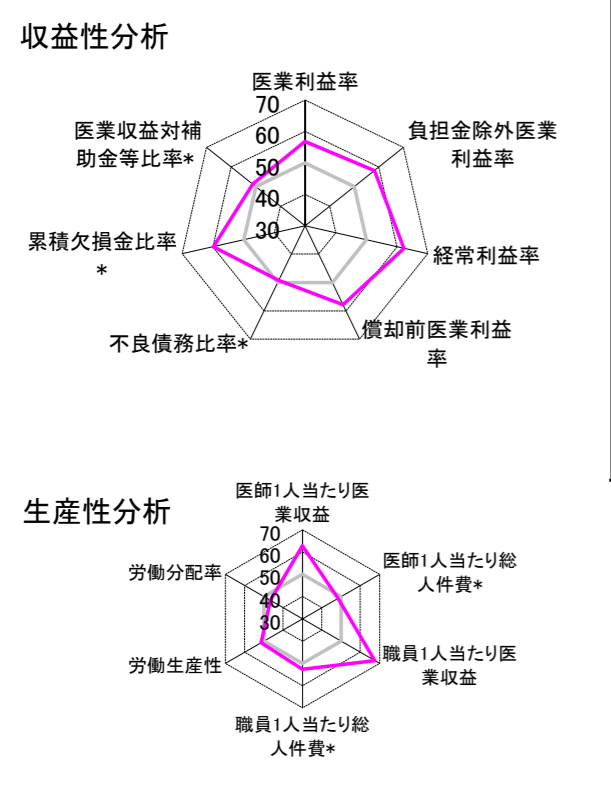 収益性分析
医業利益率
70
60
50
40
30
負担金除外医業
利益率
経常利益率
償却前医業利益
率
不良債務比率*
累積欠損金比率
*
医業収益対補
助金等比率*
生産性分析
医師1人当たり医
業収益
70
60
50
40
30
医師1人当たり総
人件費*
職員1人当たり医
業収益
職員1人当たり総
人件費*
労働生産性
労働分配率